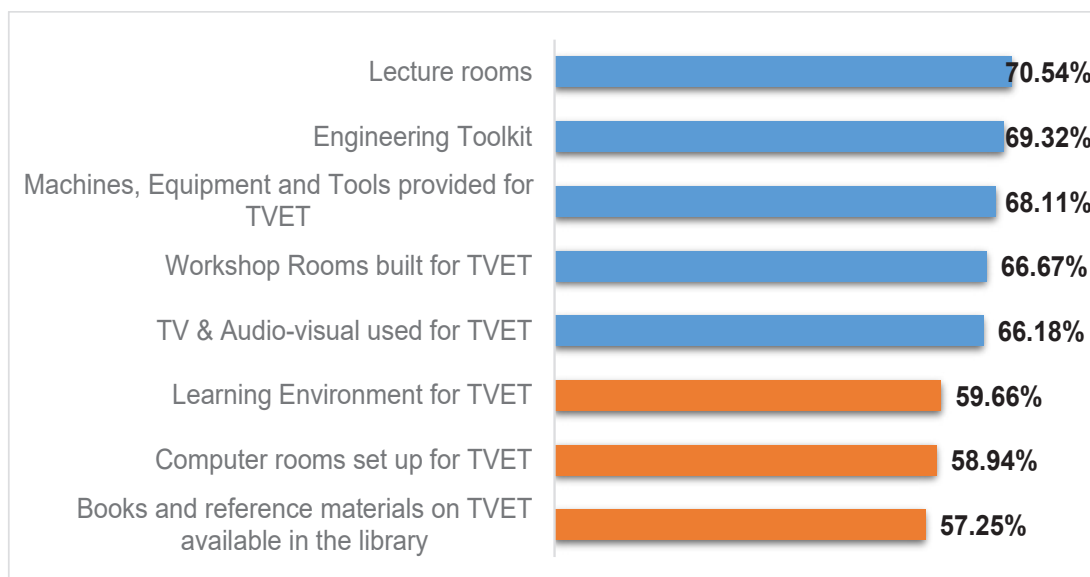 Lecture rooms
70.54%
Engineering Toolkit
69.32%
Machines, Equipment and Tools provided for
TVET
68.11%
Workshop Rooms built for TVET
66.67%
TV & Audio-visual used for TVET
66.18%
Learning Environment for TVET
59.66%
Computer rooms set up for TVET
58.94%
Books and reference materials on TVET
available in the library
57.25%